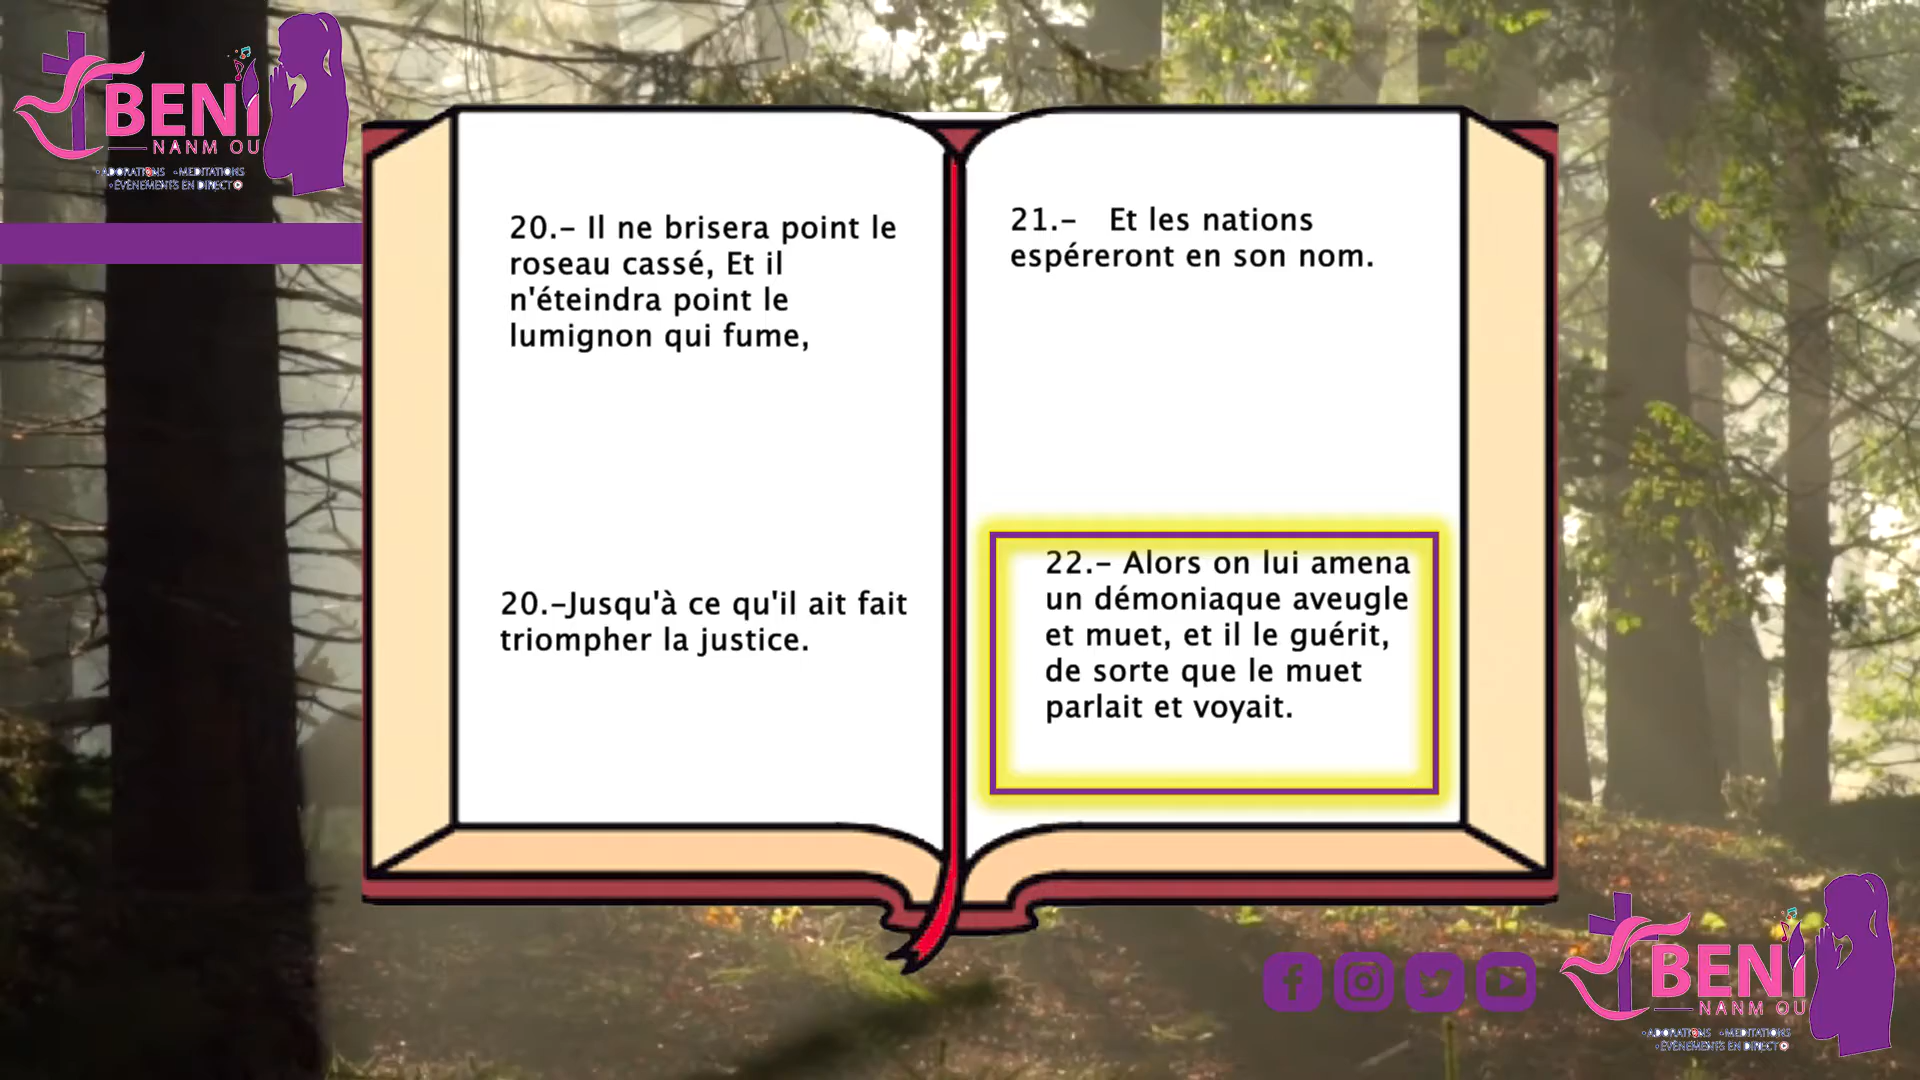 BENI
NANM OU
·ADORATIONS ·MEDITATIONS
·ÉVÈNEMENTS EN DIRECT
20.- Il ne brisera point le
roseau cassé, Et il
n'éteindra point le
lumignon qui fume,
20.-Jusqu'à ce qu'il ait fait
triompher la justice.
21.- Et les nations
espéreront en son nom.
22.- Alors on lui amena
un démoniaque aveugle
et muet, et il le guérit,
de sorte que le muet
parlait et voyait.
BENI
NANM OU
·ADORATIONS ·MEDITATIONS
·ÉVÈNEMENTS EN DIRECT